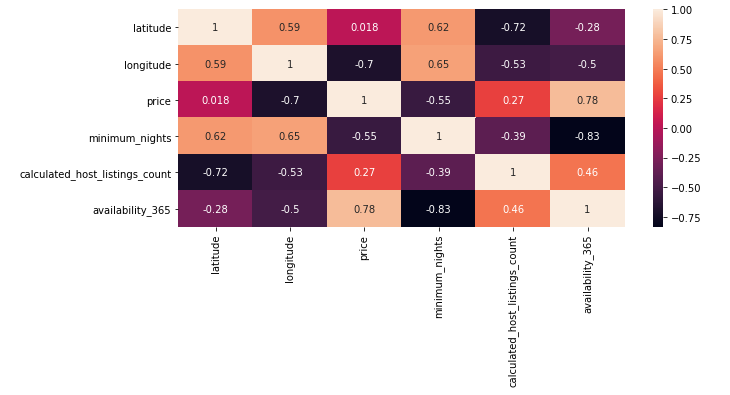 latitude 1 0.59 0.018 0.62 -0.72 -0.28
longitude 0.59 1 -0.7 0.65 -0.53 -0.5
price 0.018 -0.7 1 -0.55 0.27 0.78
minimum_nights 0.62 0.65 -0.55 1 -0.39 -0.83
calculated_host_listings_count -0.72 -0.53 0.27 -0.39 1 0.46
availability_365 -0.28 -0.5 0.78 -0.83 0.46 1
latitude
longitude
price
minimum_nights
calculated_host_listings_count
availability_365
1.00
0.75
0.50
0.25
0.00
-0.25
-0.50
-0.75